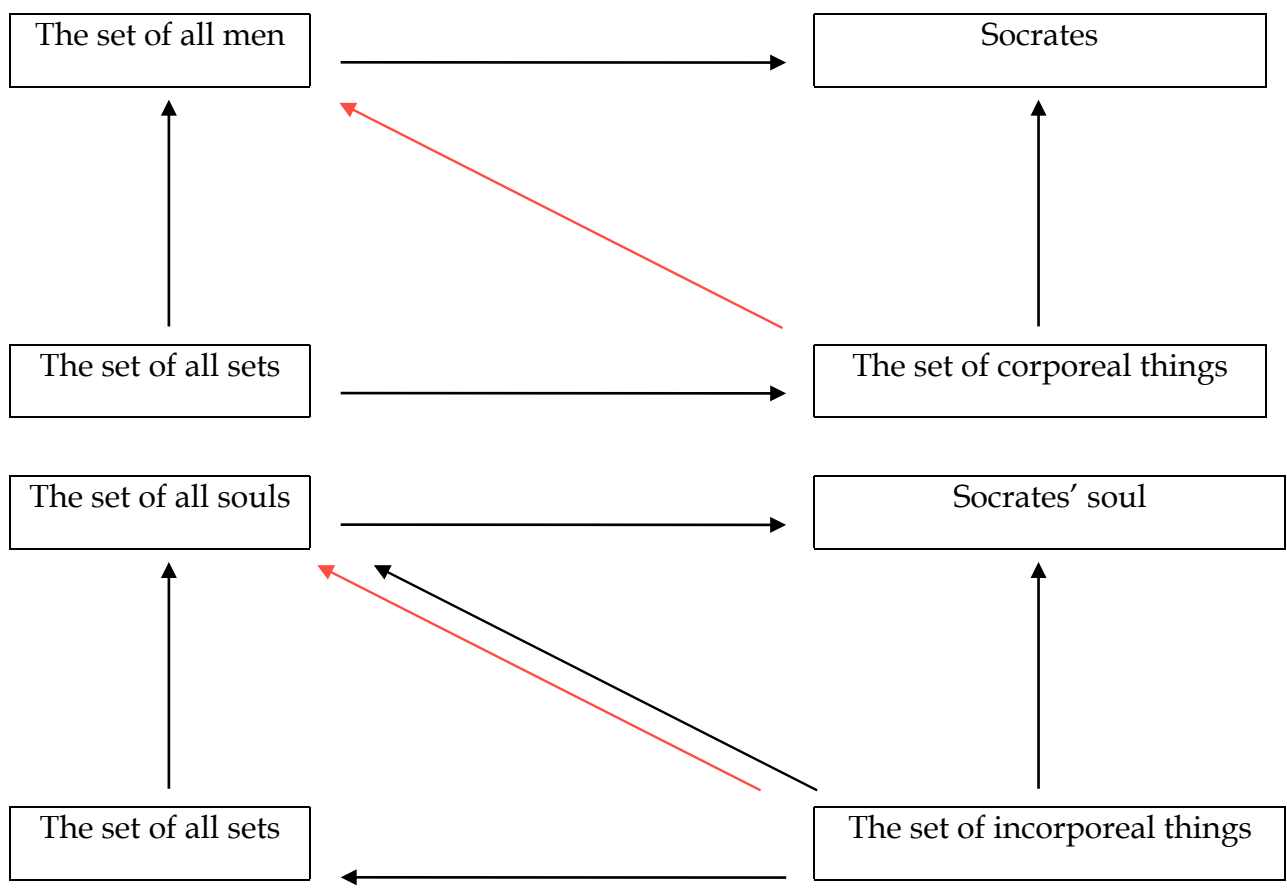 The set of all men
Socrates
The set of all sets
The set of corporeal things
The set of all souls
Socrates’ soul
The set of all sets
The set of incorporeal things